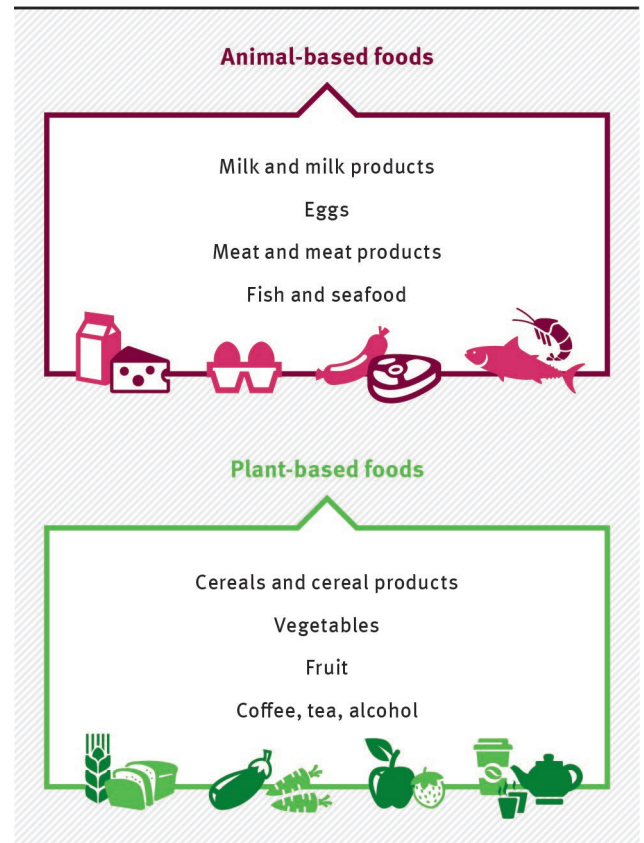 Animal-based foods
Milk and milk products
Eggs
Meat and meat products
Fish and seafood
Plant-based foods
Cereals and cereal products
Vegetables
Fruit
Coffee, tea, alcohol